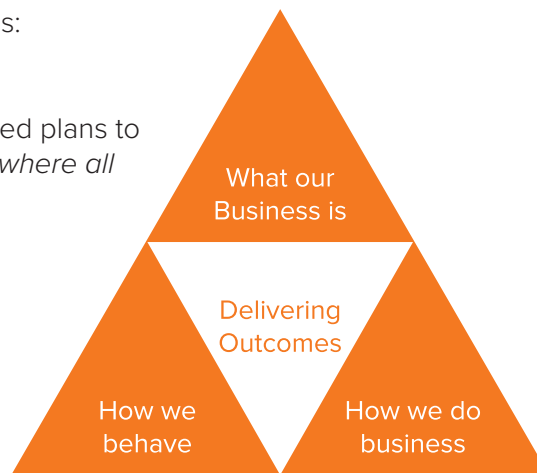 s:
ed plans to
where all
What our
Business is
Delivering
Outcomes
How we
behave
How we do
business